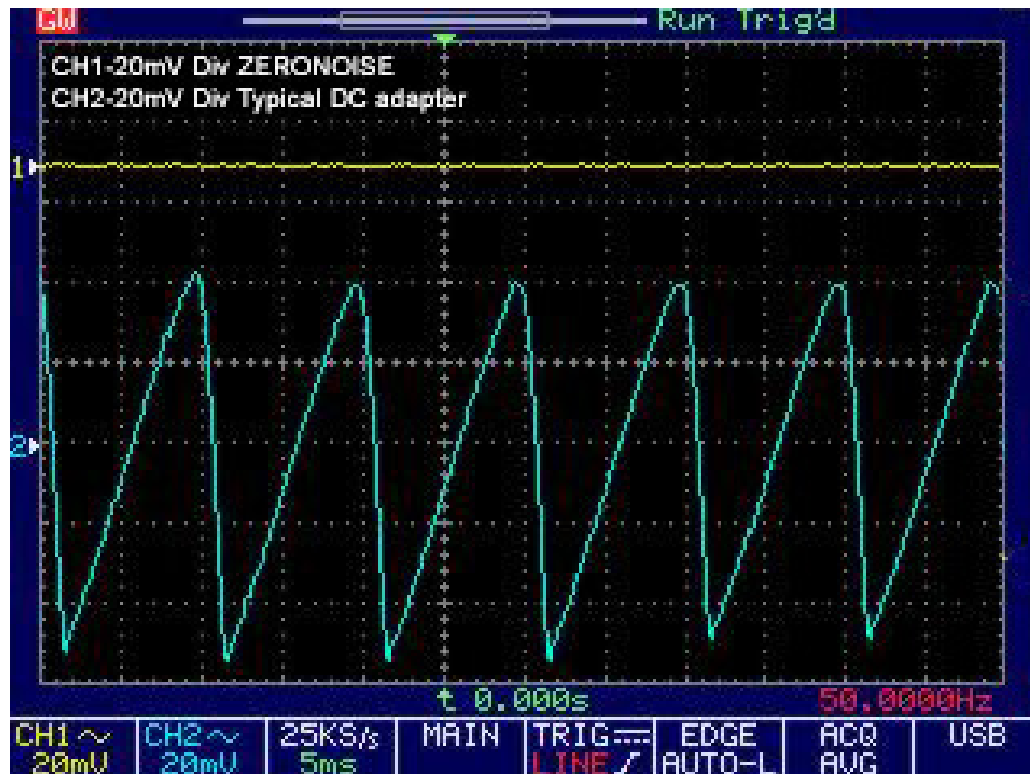 GW Run Trig'd
CH1-20mV Div ZERONOISE
CH2-20mV Div Typical DC adapter
1
2
t 0.000s 50.0000Hz
CH1 CH2 25KS/s MAIN TRIG EDGE ACQ USB
20mV 20mV 5ms LINE AUTO-L AVG